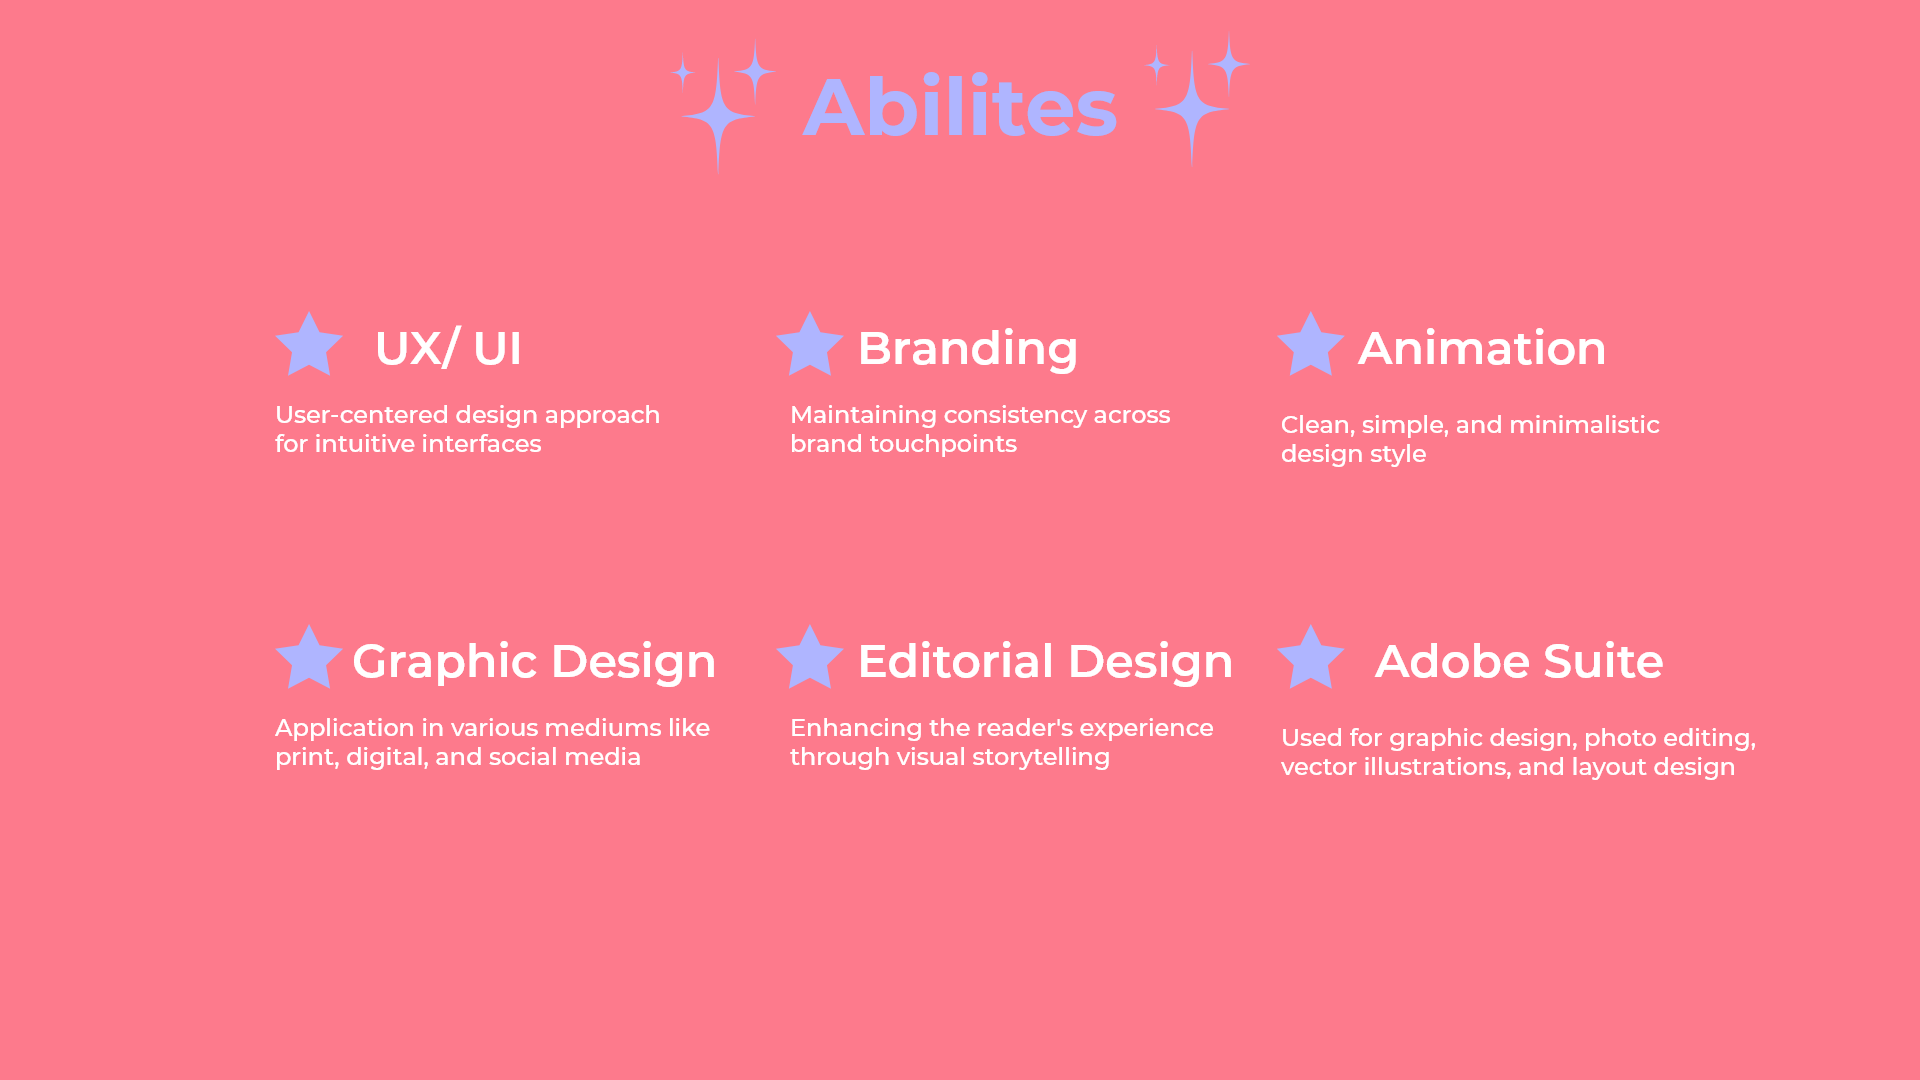 Abilites
UX/ UI
User-centered design approach
for intuitive interfaces
Branding
Maintaining consistency across
brand touchpoints
Animation
Clean, simple, and minimalistic
design style
Graphic Design
Application in various mediums like
print, digital, and social media
Editorial Design
Enhancing the reader's experience
through visual storytelling
Adobe Suite
Used for graphic design, photo editing,
vector illustrations, and layout design